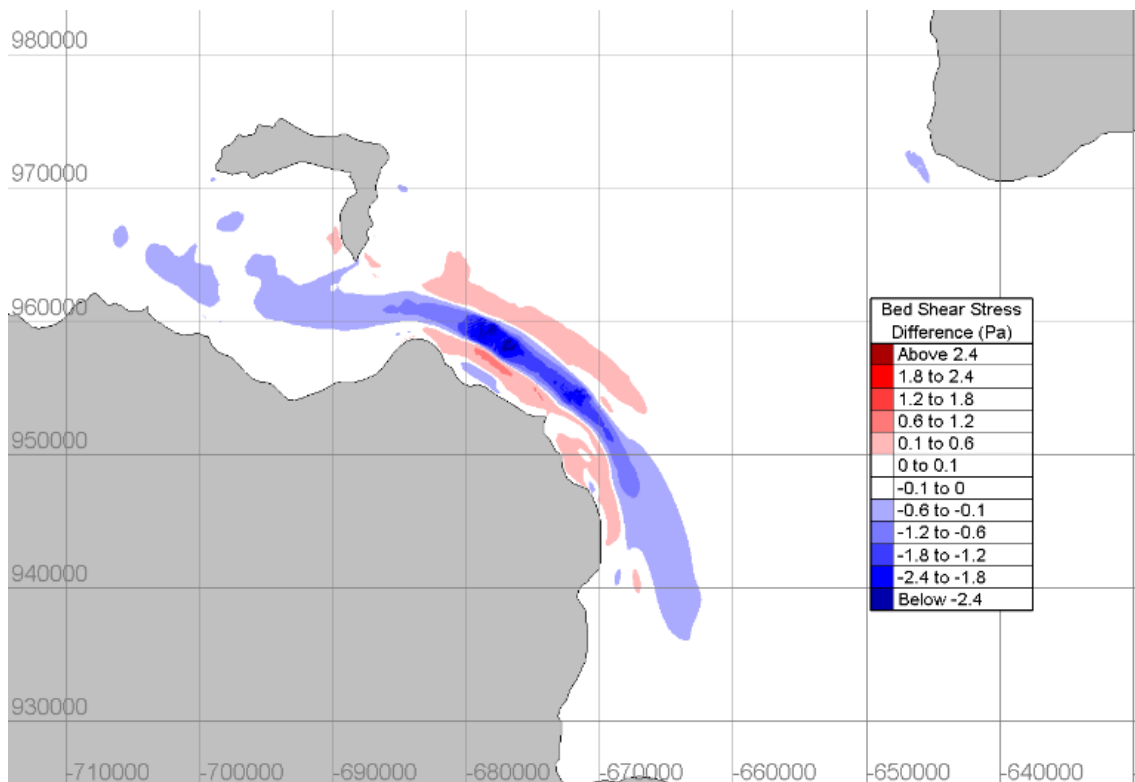 980000
970000
960000
950000
940000
930000
-710000
-700000
-690000
-680000
-670000
-660000
-650000
-640000
Bed Shear Stress
Difference (Pa)
Above 2.4
1.8 to 2.4
1.2 to 1.8
0.6 to 1.2
0.1 to 0.6
0 to 0.1
-0.1 to 0
-0.6 to -0.1
-1.2 to -0.6
-1.8 to -1.2
-2.4 to -1.8
Below -2.4